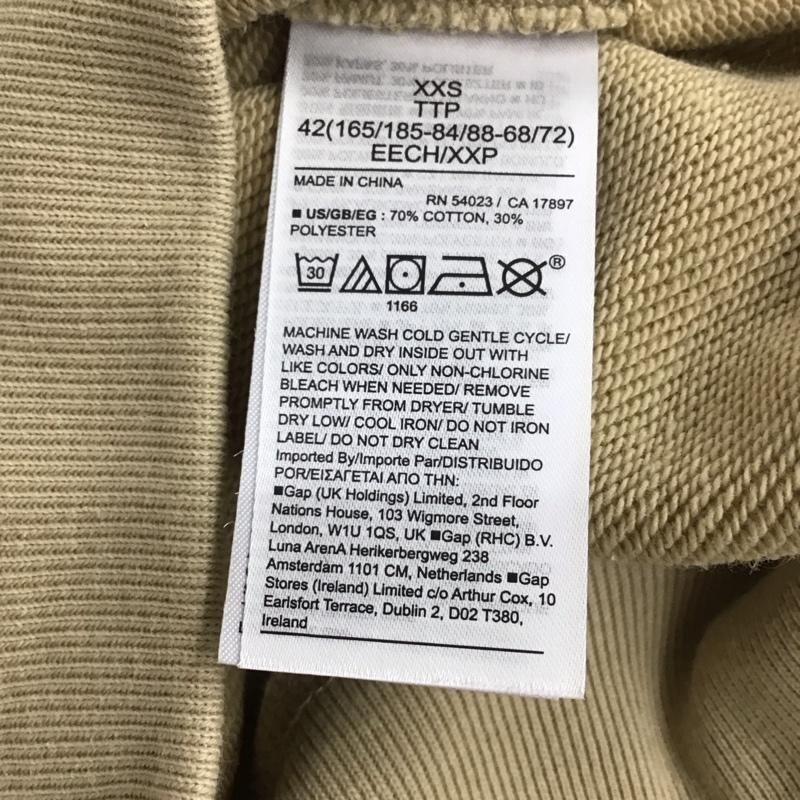 XXS
TTP
42(165/185-84/88-68/72)
EECH/XXP
MADE IN CHINA
RN 54023 / CA 17897
■ US/GB/EG : 70% COTTON, 30%
POLYESTER
30
®
1166
MACHINE WASH COLD GENTLE CYCLE/
WASH AND DRY INSIDE OUT WITH
LIKE COLORS/ ONLY NON-CHLORINE
BLEACH WHEN NEEDED/ REMOVE
PROMPTLY FROM DRYER/ TUMBLE
DRY LOW/ COOL IRON/ DO NOT IRON
LABEL/ DO NOT DRY CLEAN
Imported By/Importe Par/DISTRIBUIDO
POR/ΕΙΣΑΓΕΤΑΙ ΑΠΟ ΤΗΝ:
■Gap (UK Holdings) Limited, 2nd Floor
Nations House, 103 Wigmore Street,
London, W1U 1QS, UK ■Gap (RHC) B.V.
Luna ArenA Herikerbergweg 238
Amsterdam 1101 CM, Netherlands ■Gap
Stores (Ireland) Limited c/o Arthur Cox, 10
Earlsfort Terrace, Dublin 2, D02 T380,
Ireland